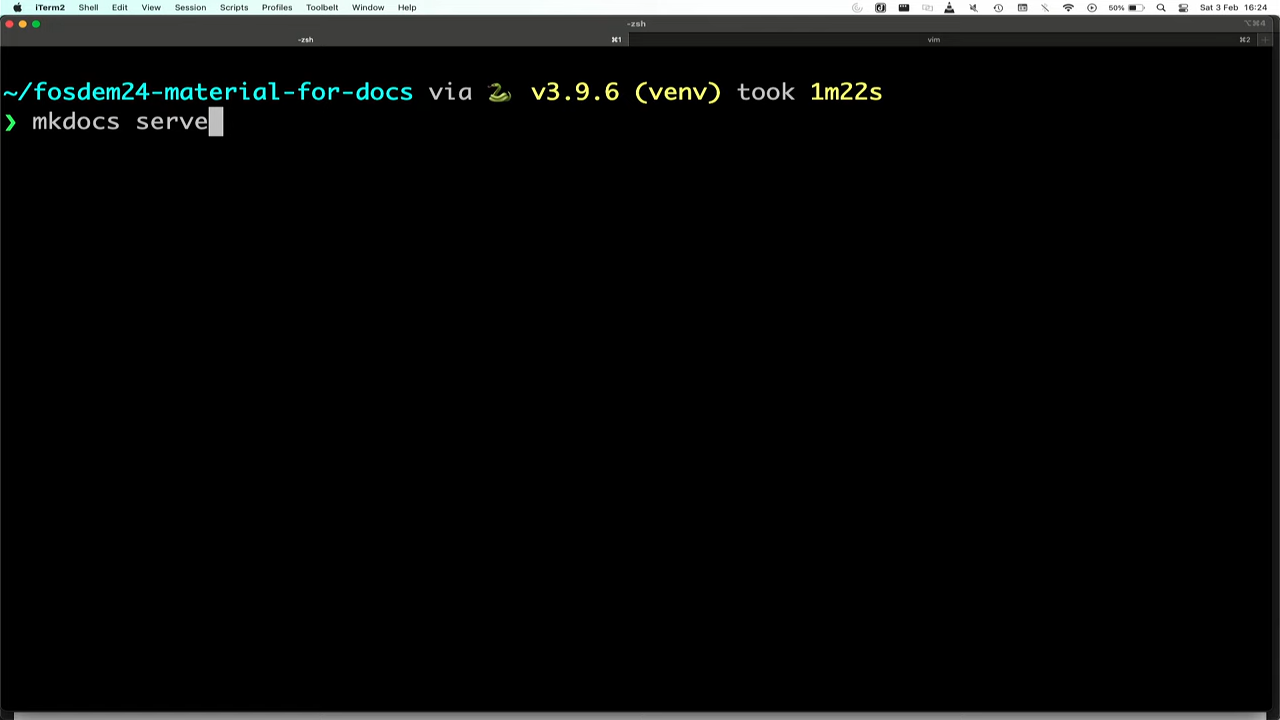 iTerm2 Shell Edit View Session Scripts Profiles Toolbelt Window Help 50% Sat 3 Feb 16:24
-zsh ⌥⌘4
-zsh ⌘1 vim ⌘2 +
~/fosdem24-material-for-docs via 🐍 v3.9.6 (venv) took 1m22s
❯ mkdocs serve